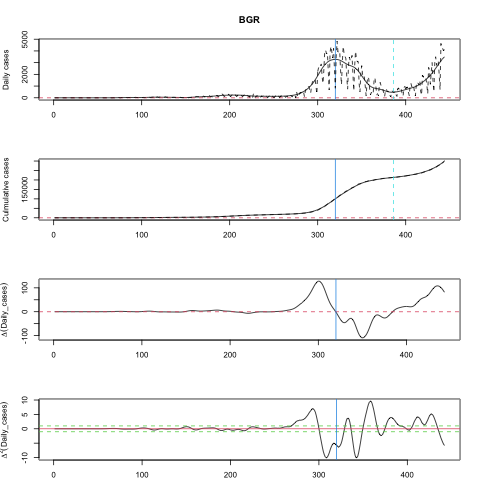 BGR
Daily cases
0 2000 5000
0 100 200 300 400
Culmulative cases
0 150000
0 100 200 300 400
Δ(Daily_cases)
-100 0 100
0 100 200 300 400
Δ²(Daily_cases)
-10 0 5 10
0 100 200 300 400